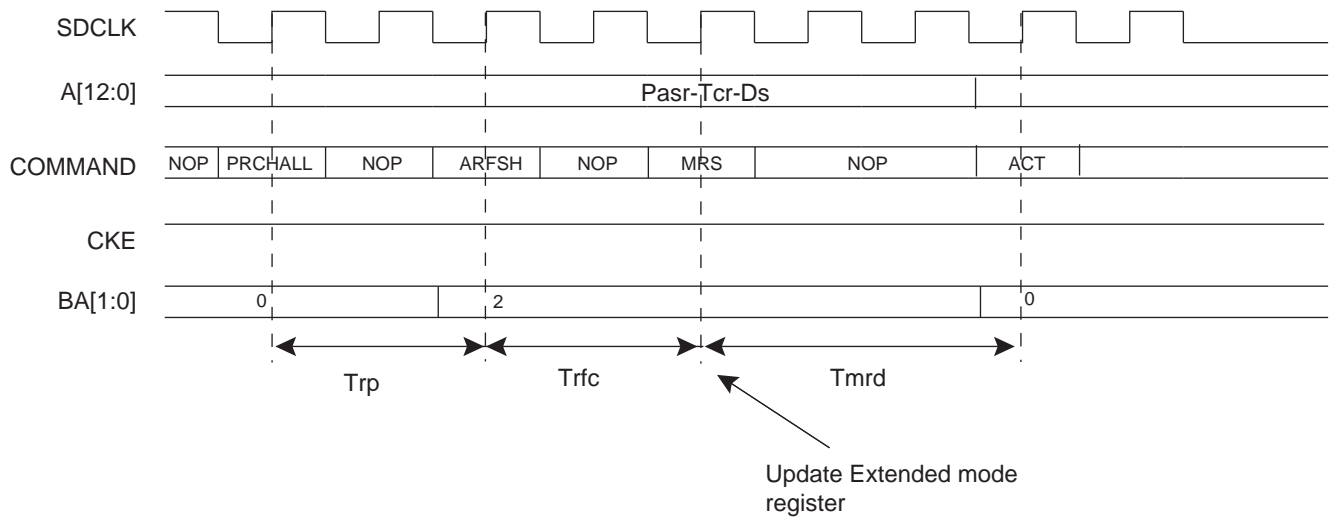 SDCLK
A[12:0]
Pasr-Tcr-Ds
COMMAND
NOP PRCHALL NOP ARFSH NOP MRS NOP ACT
CKE
BA[1:0]
0 2 0
Trp Trfc Tmrd
Update Extended mode
register